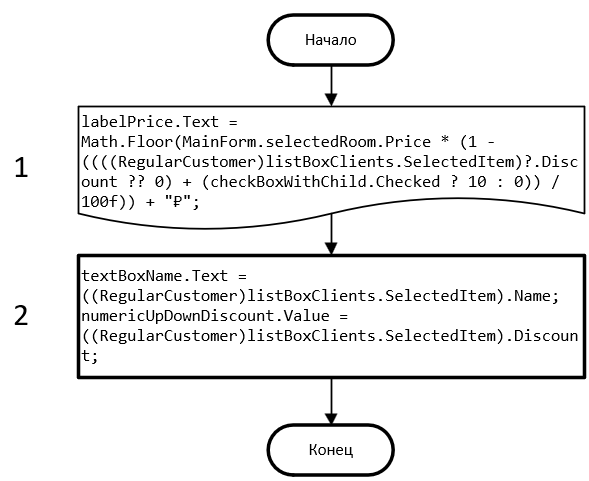 Начало
1
labelPrice.Text =
Math.Floor(MainForm.selectedRoom.Price * (1 -
((((RegularCustomer)listBoxClients.SelectedItem)?.Disc
ount ?? 0) + (checkBoxWithChild.Checked ? 10 : 0)) /
100f)) + "₽";
2
textBoxName.Text =
((RegularCustomer)listBoxClients.SelectedItem).Name;
numericUpDownDiscount.Value =
((RegularCustomer)listBoxClients.SelectedItem).Discoun
t;
Конец